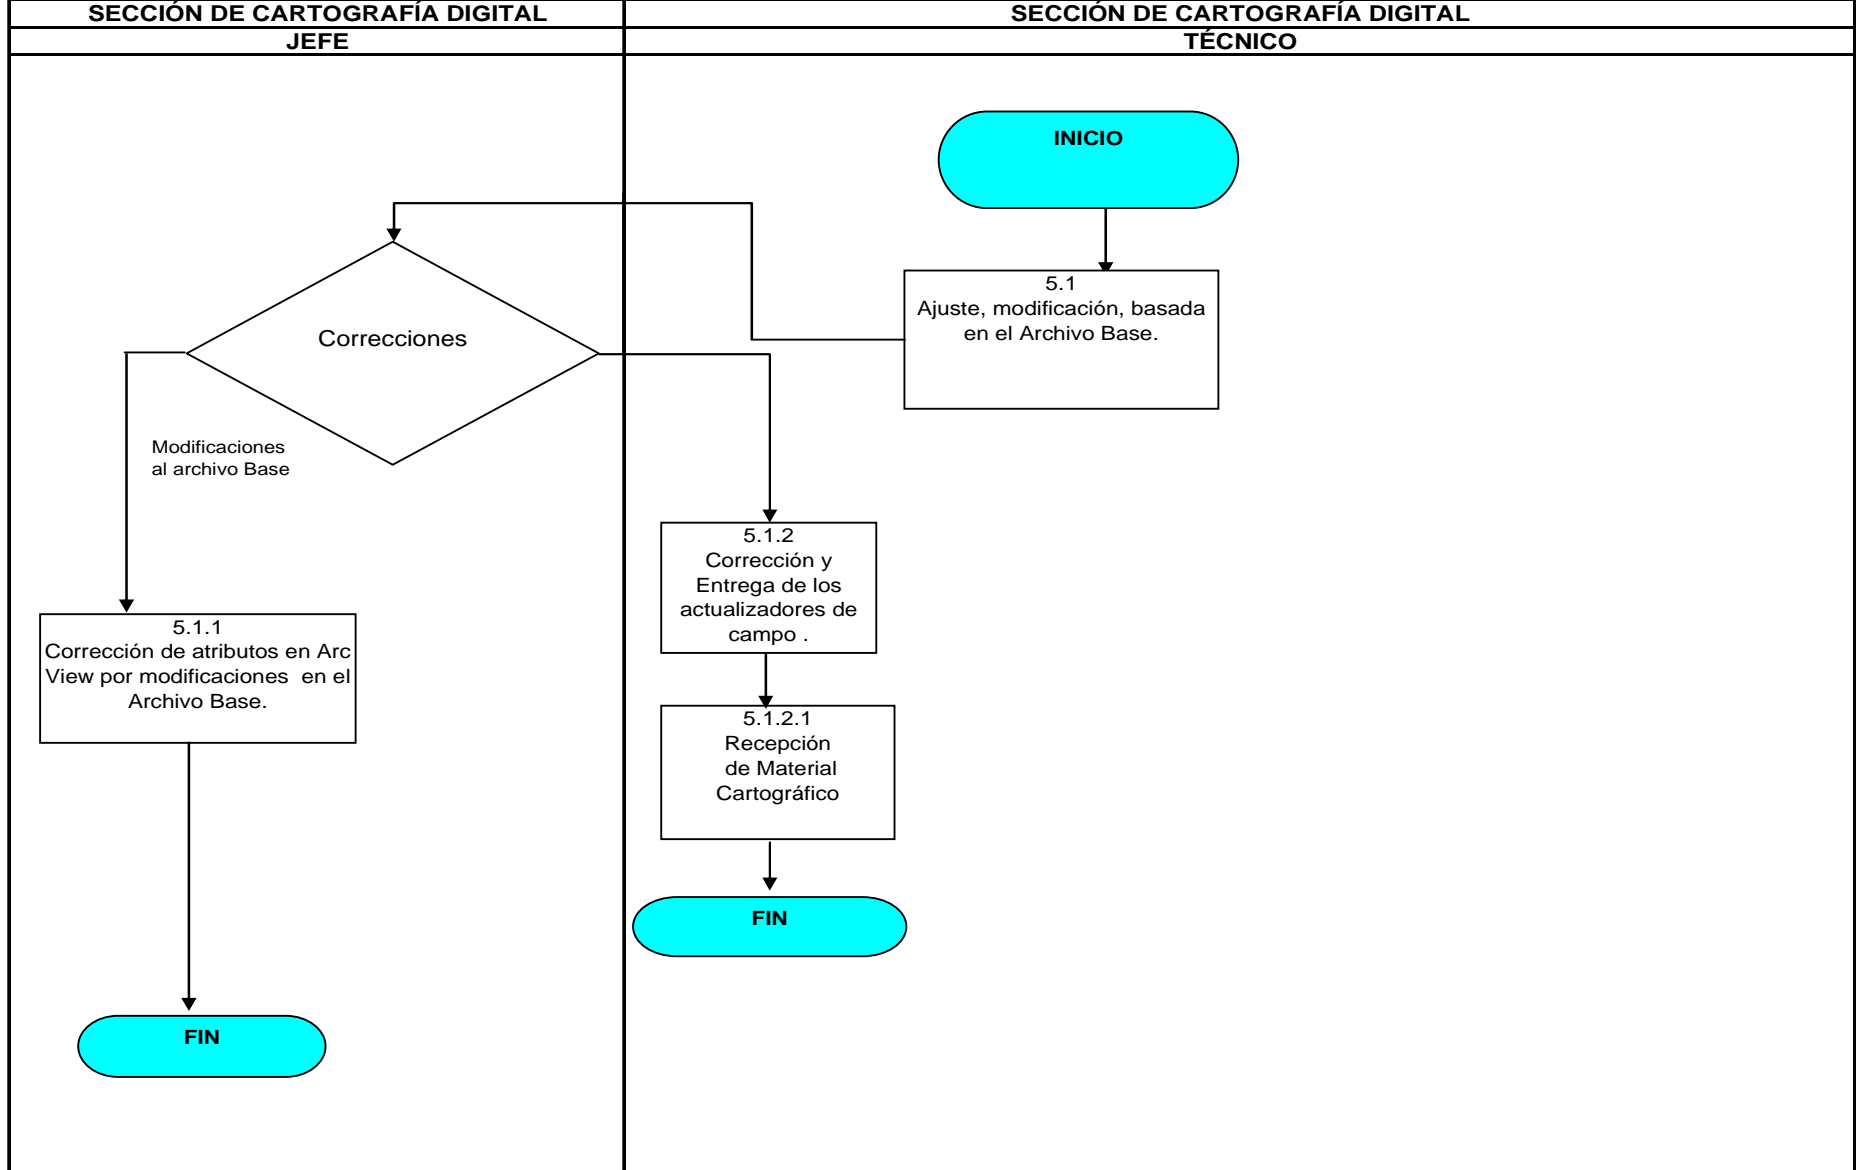 SECCIÓN DE CARTOGRAFÍA DIGITAL
SECCIÓN DE CARTOGRAFÍA DIGITAL
JEFE
TÉCNICO
INICIO
5.1
Ajuste, modificación, basada
en el Archivo Base.
Correcciones
Modificaciones
al archivo Base
5.1.2
Corrección y
Entrega de los
actualizadores de
campo .
5.1.1
Corrección de atributos en Arc
View por modificaciones en el
Archivo Base.
5.1.2.1
Recepción
de Material
Cartográfico
FIN
FIN